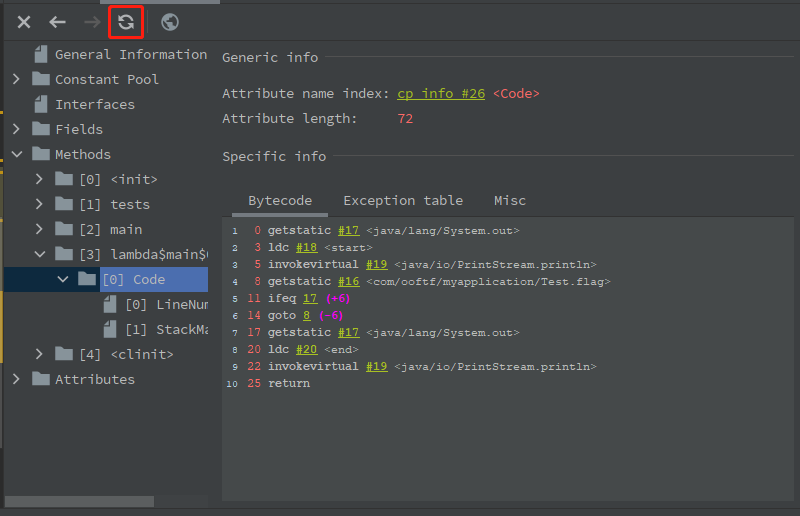 General Information
Constant Pool
Interfaces
Fields
Methods
[0] <init>
[1] tests
[2] main
[3] lambda$main$
[0] Code
[0] LineNum
[1] StackMa
[4] <clinit>
Attributes
Generic info
Attribute name index: cp info #26 <Code>
Attribute length: 72
Specific info
Bytecode Exception table Misc
1 0 getstatic #17 <java/lang/System.out>
2 3 ldc #18 <start>
3 5 invokevirtual #19 <java/io/PrintStream.println>
4 8 getstatic #16 <com/ooftf/myapplication/Test.flag>
5 11 ifeq 17 (+6)
6 14 goto 8 (-6)
7 17 getstatic #17 <java/lang/System.out>
8 20 ldc #20 <end>
9 22 invokevirtual #19 <java/io/PrintStream.println>
10 25 return